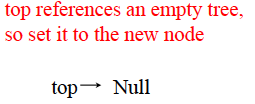 top references an empty tree,
so set it to the new node
top→ Null